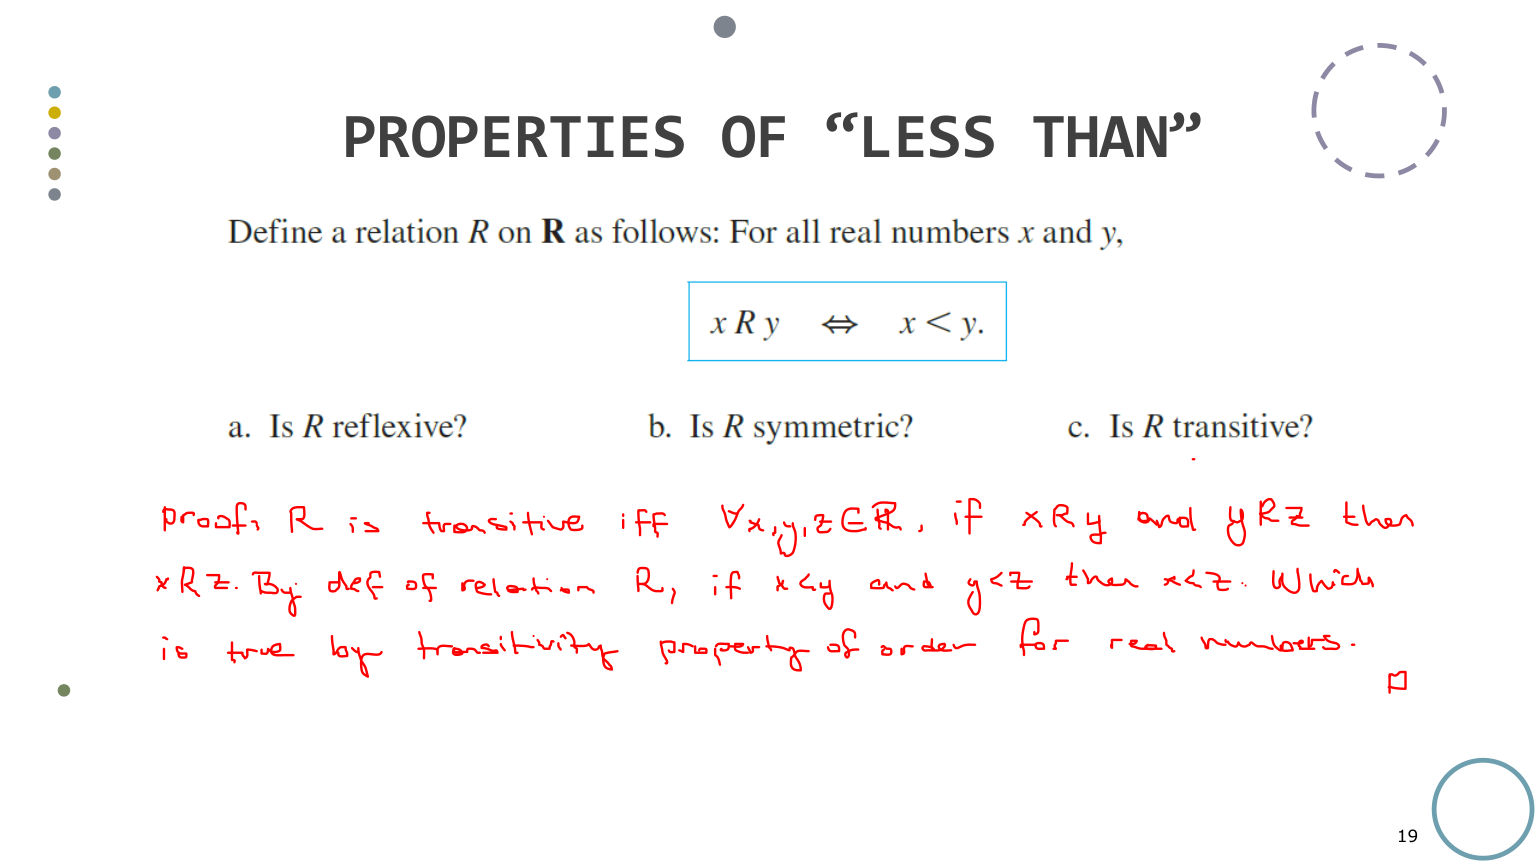 PROPERTIES OF “LESS THAN”
Define a relation R on R as follows: For all real numbers x and y,
x R y ⇔ x < y.
a. Is R reflexive? b. Is R symmetric? c. Is R transitive?
Proof: R is transitive iff ∀x,y,z∈ℝ, if xRy and yRz then
xRz. By def of relation R, if x<y and y<z then x<z. Which
is true by transitivity property of order for real numbers.
□
19